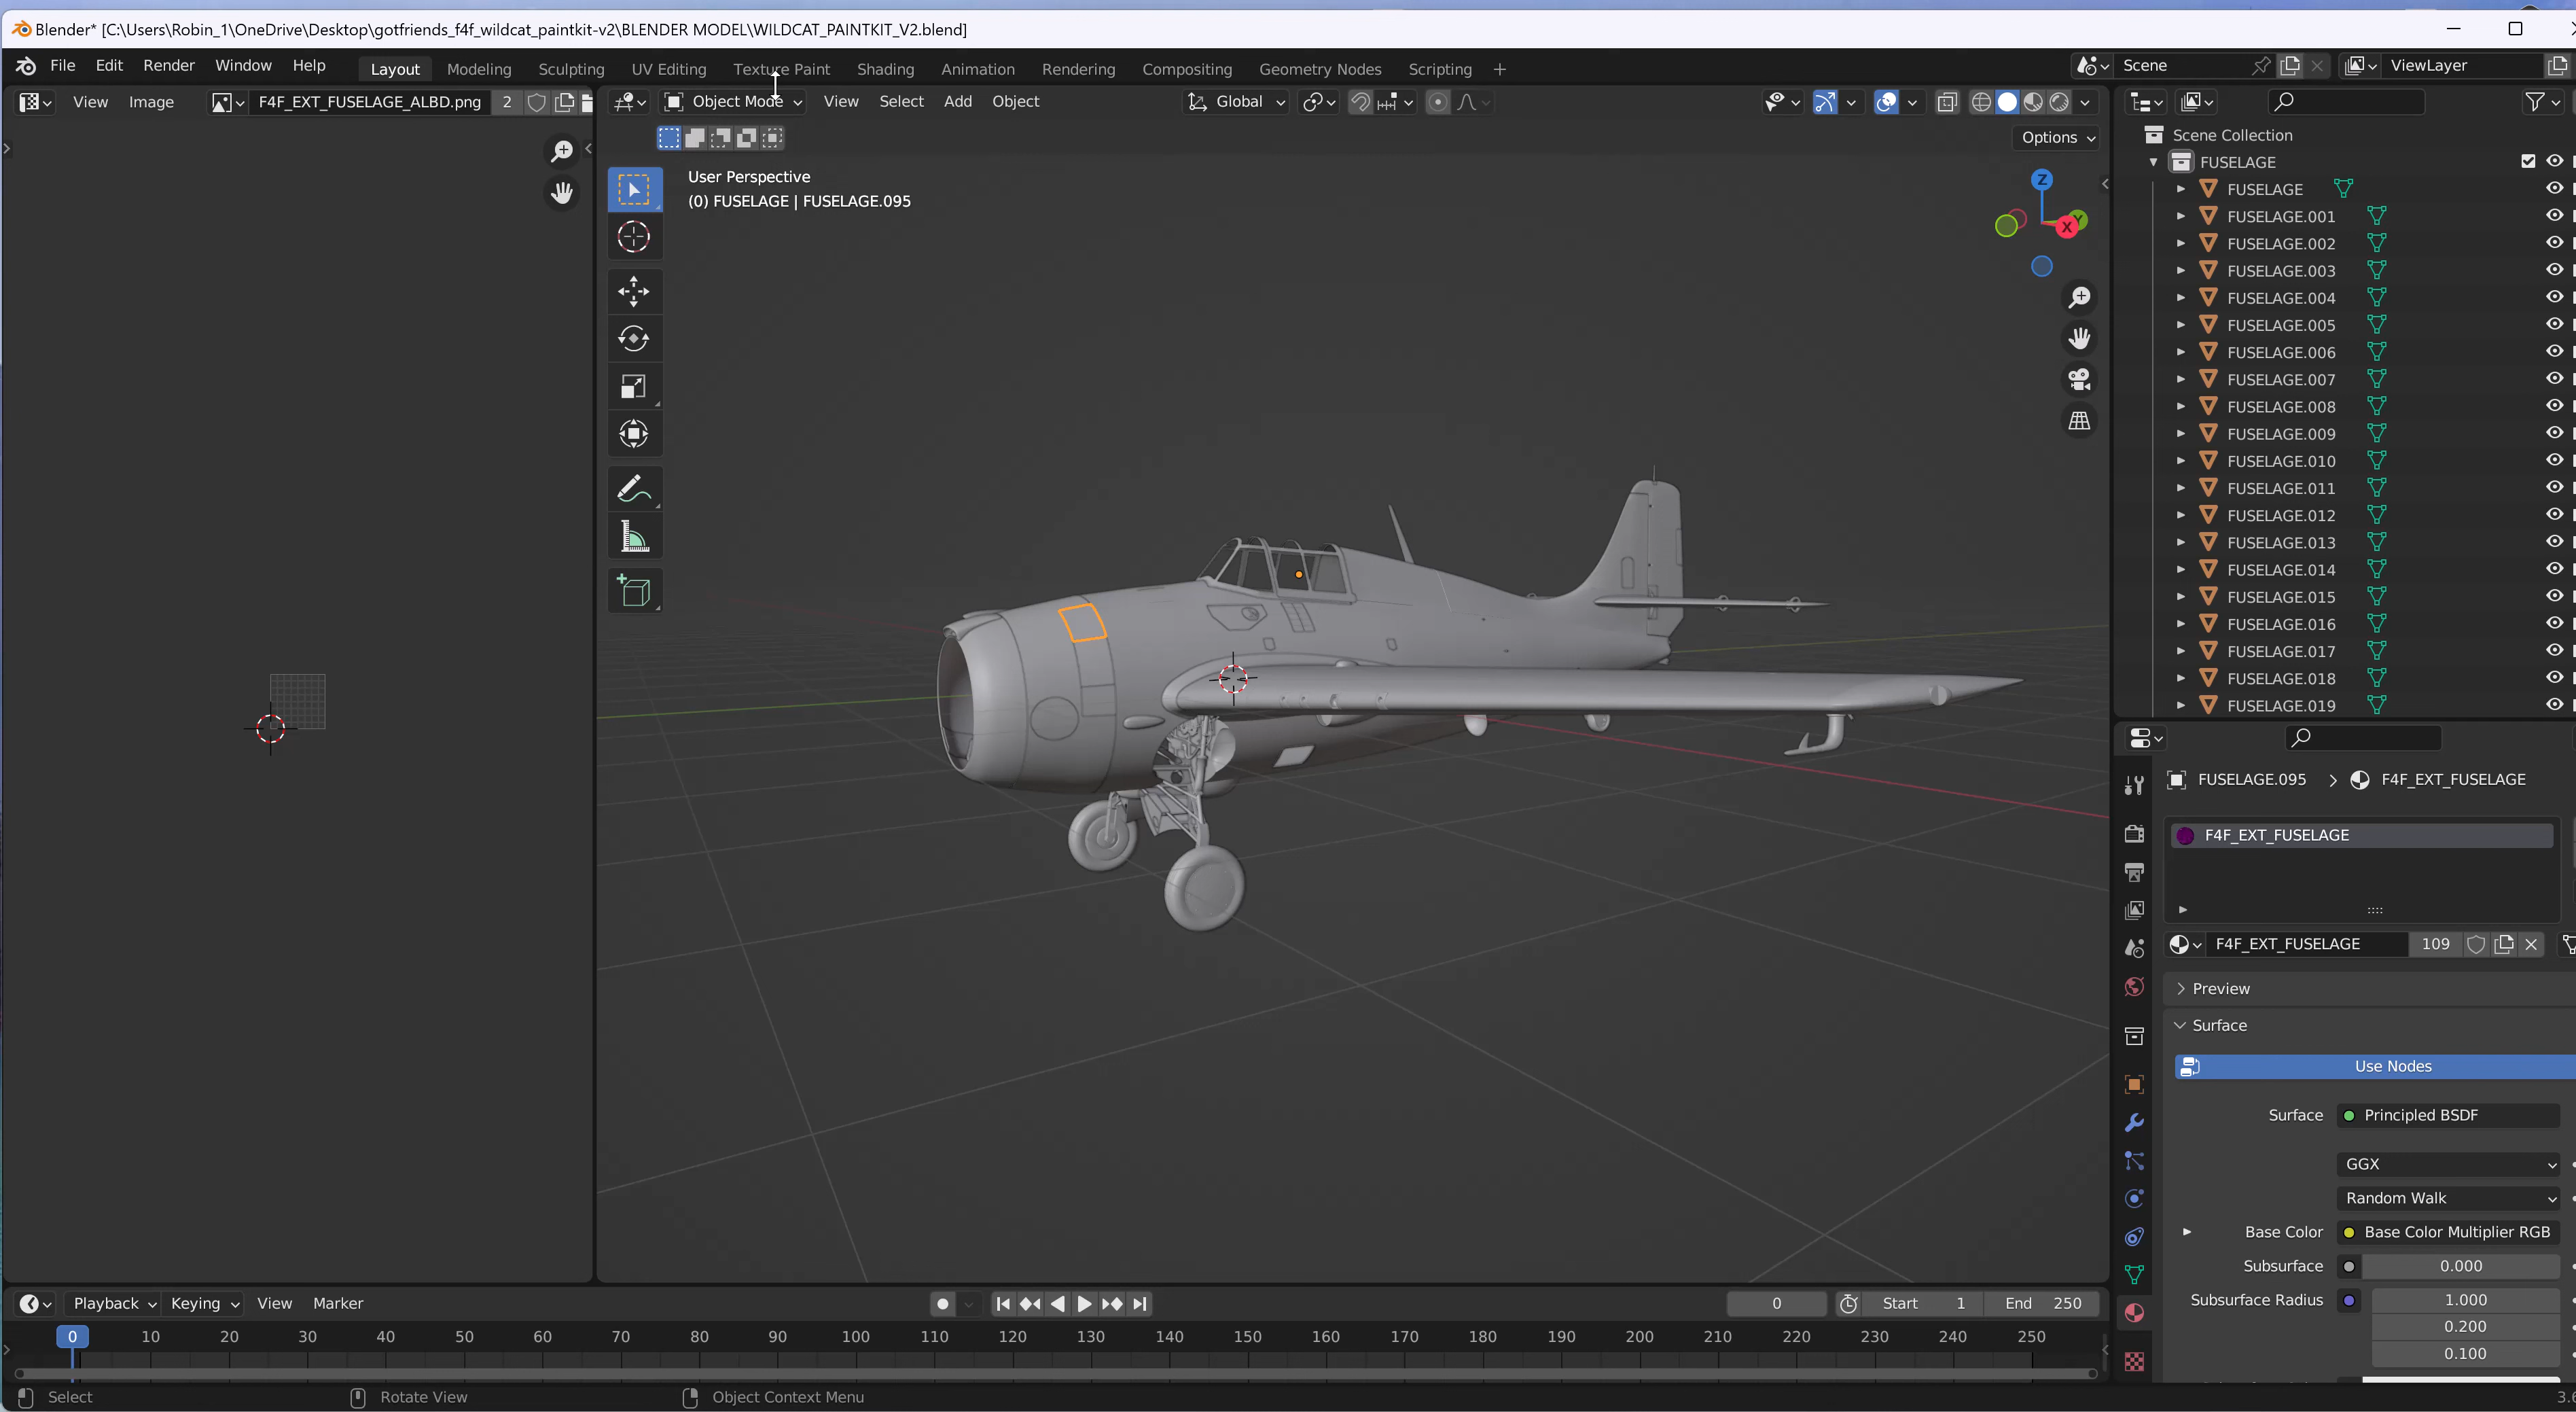 Blender* [C:\Users\Robin_1\OneDrive\Desktop\gotfriends_f4f_wildcat_paintkit-v2\BLENDER MODEL\WILDCAT_PAINTKIT_V2.blend]
File Edit Render Window Help Layout Modeling Sculpting UV Editing Texture Paint Shading Animation Rendering Compositing Geometry Nodes Scripting + Scene ViewLayer
View Image F4F_EXT_FUSELAGE_ALBD.png 2 Object Mode View Select Add Object Global
Options
User Perspective
(0) FUSELAGE | FUSELAGE.095
Z
Y
X
Scene Collection
FUSELAGE
FUSELAGE
FUSELAGE.001
FUSELAGE.002
FUSELAGE.003
FUSELAGE.004
FUSELAGE.005
FUSELAGE.006
FUSELAGE.007
FUSELAGE.008
FUSELAGE.009
FUSELAGE.010
FUSELAGE.011
FUSELAGE.012
FUSELAGE.013
FUSELAGE.014
FUSELAGE.015
FUSELAGE.016
FUSELAGE.017
FUSELAGE.018
FUSELAGE.019
FUSELAGE.095 > F4F_EXT_FUSELAGE
F4F_EXT_FUSELAGE
F4F_EXT_FUSELAGE 109
Preview
Surface
Use Nodes
Surface Principled BSDF
GGX
Random Walk
Base Color Base Color Multiplier RGB
Subsurface 0.000
Subsurface Radius 1.000
0.200
0.100
Playback Keying View Marker 0 Start 1 End 250
0 10 20 30 40 50 60 70 80 90 100 110 120 130 140 150 160 170 180 190 200 210 220 230 240 250
Select Rotate View Object Context Menu